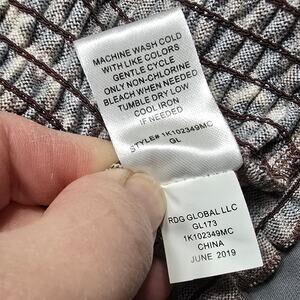 MACHINE WASH COLD
WITH LIKE COLORS
GENTLE CYCLE
ONLY NON-CHLORINE
BLEACH WHEN NEEDED
TUMBLE DRY LOW
COOL IRON
IF NEEDED
STYLE# 1K102349MC
GL
RDG GLOBAL LLC
GL173
1K102349MC
CHINA
JUNE 2019